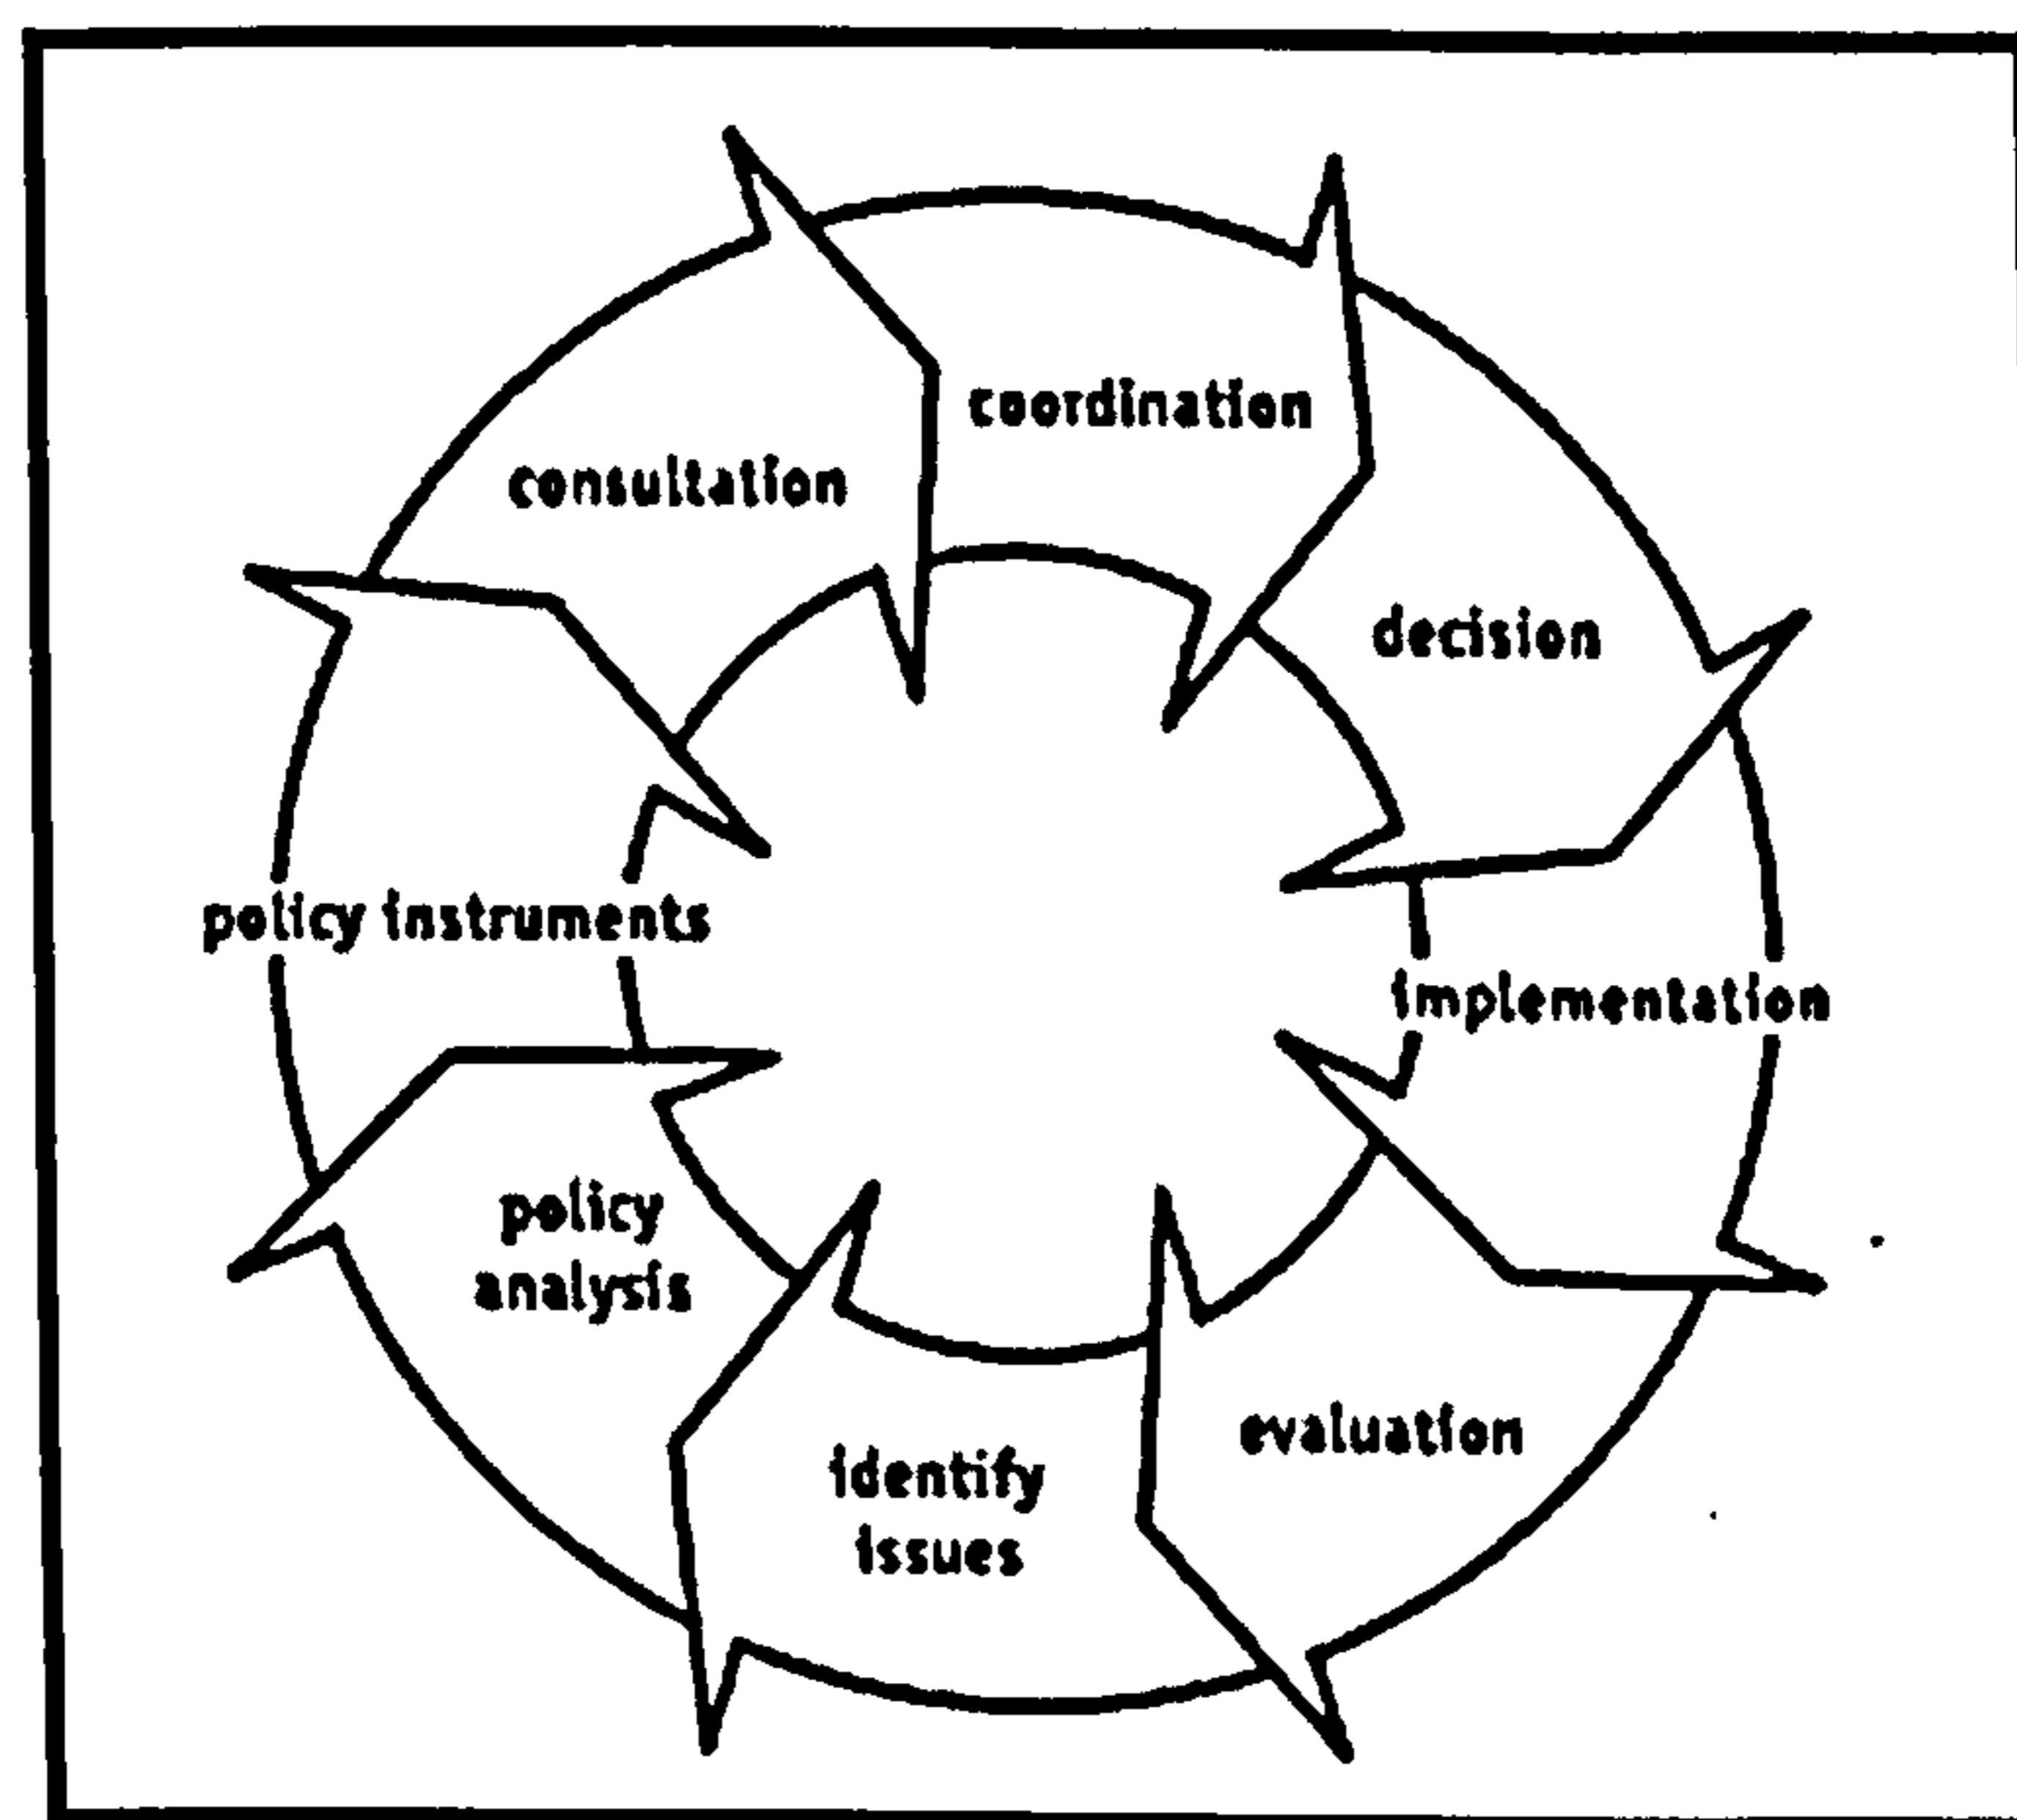 coordination
consultation
decision
policy instruments
implementation
policy
analysis
evaluation
identify
issues